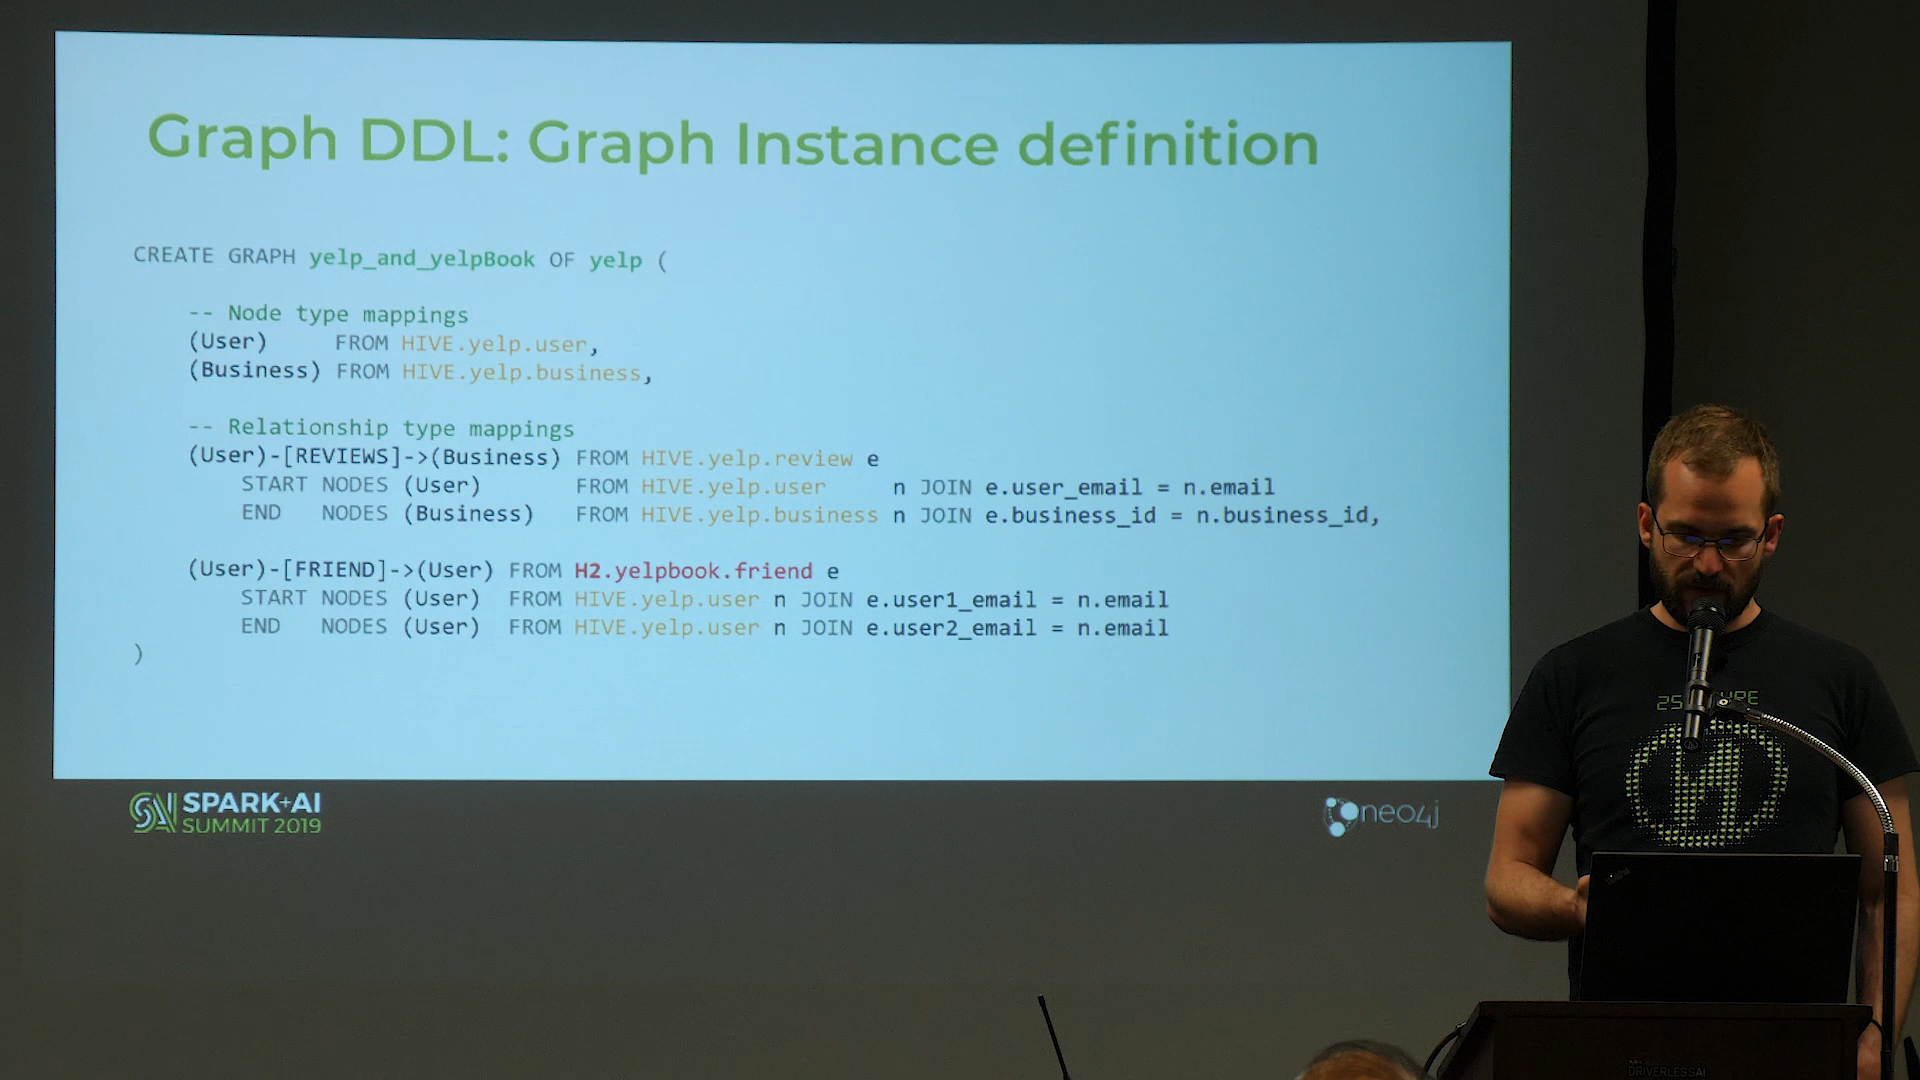 Graph DDL: Graph Instance definition
CREATE GRAPH yelp_and_yelpBook OF yelp (
-- Node type mappings
(User) FROM HIVE.yelp.user,
(Business) FROM HIVE.yelp.business,
-- Relationship type mappings
(User)-[REVIEWS]->(Business) FROM HIVE.yelp.review e
START NODES (User) FROM HIVE.yelp.user n JOIN e.user_email = n.email
END NODES (Business) FROM HIVE.yelp.business n JOIN e.business_id = n.business_id,
(User)-[FRIEND]->(User) FROM H2.yelpbook.friend e
START NODES (User) FROM HIVE.yelp.user n JOIN e.user1_email = n.email
END NODES (User) FROM HIVE.yelp.user n JOIN e.user2_email = n.email
)
SPARK+AI
SUMMIT 2019
neo4j
ThinkPad
DRIVERLESSAI